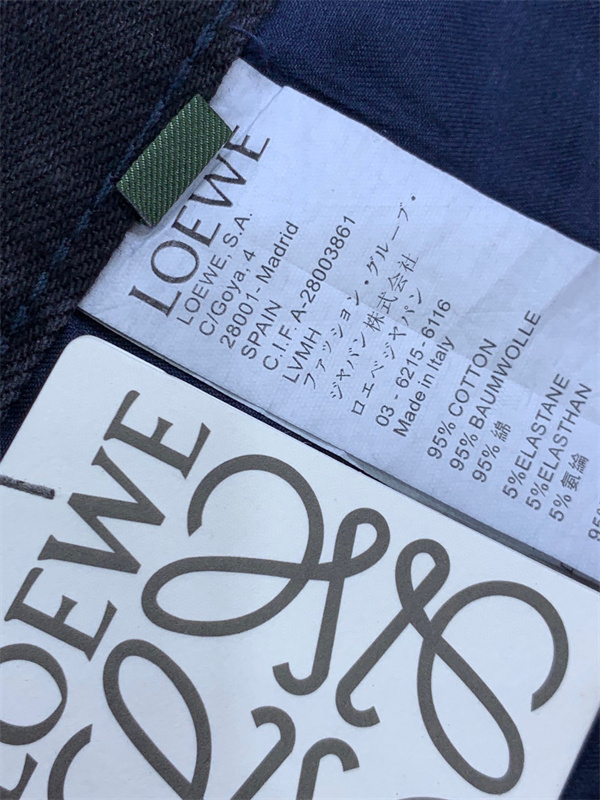 LOEWE
LOEWE, S.A.
C/Goya, 4
28001 - Madrid
SPAIN
C.I.F. A-28003861
LVMH
ファッション・グループ・
ジャパン株式会社
ロエベジャパン
03 - 6215 - 6116
Made in Italy
95% COTTON
95% BAUMWOLLE
95% 綿
5%ELASTANE
5%ELASTHAN
5% 氨綸
95%
LOEWE